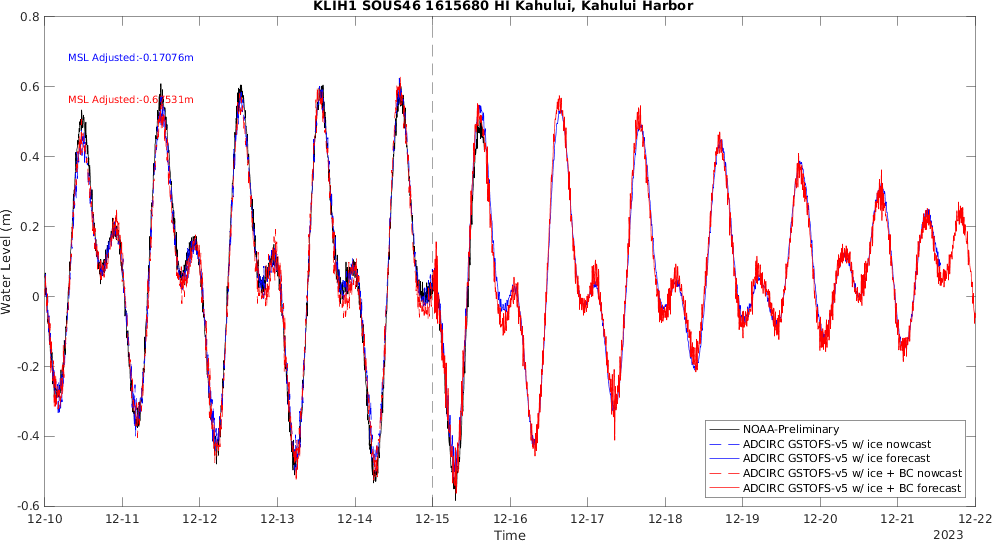 KLIH1 SOUS46 1615680 HI Kahului, Kahului Harbor
0.8
MSL Adjusted:-0.17076m
0.6
0.4
0.2
0
-0.2
-0.4
-0.6
Water Level (m)
NOAA-Preliminary
ADCIRC GSTOFS-v5 w/ ice nowcast
ADCIRC GSTOFS-v5 w/ ice forecast
ADCIRC GSTOFS-v5 w/ ice + BC nowcast
ADCIRC GSTOFS-v5 w/ ice + BC forecast
12-10 12-11 12-12 12-13 12-14 12-15 12-16 12-17 12-18 12-19 12-20 12-21 12-22
Time
2023
MSL Adjusted: